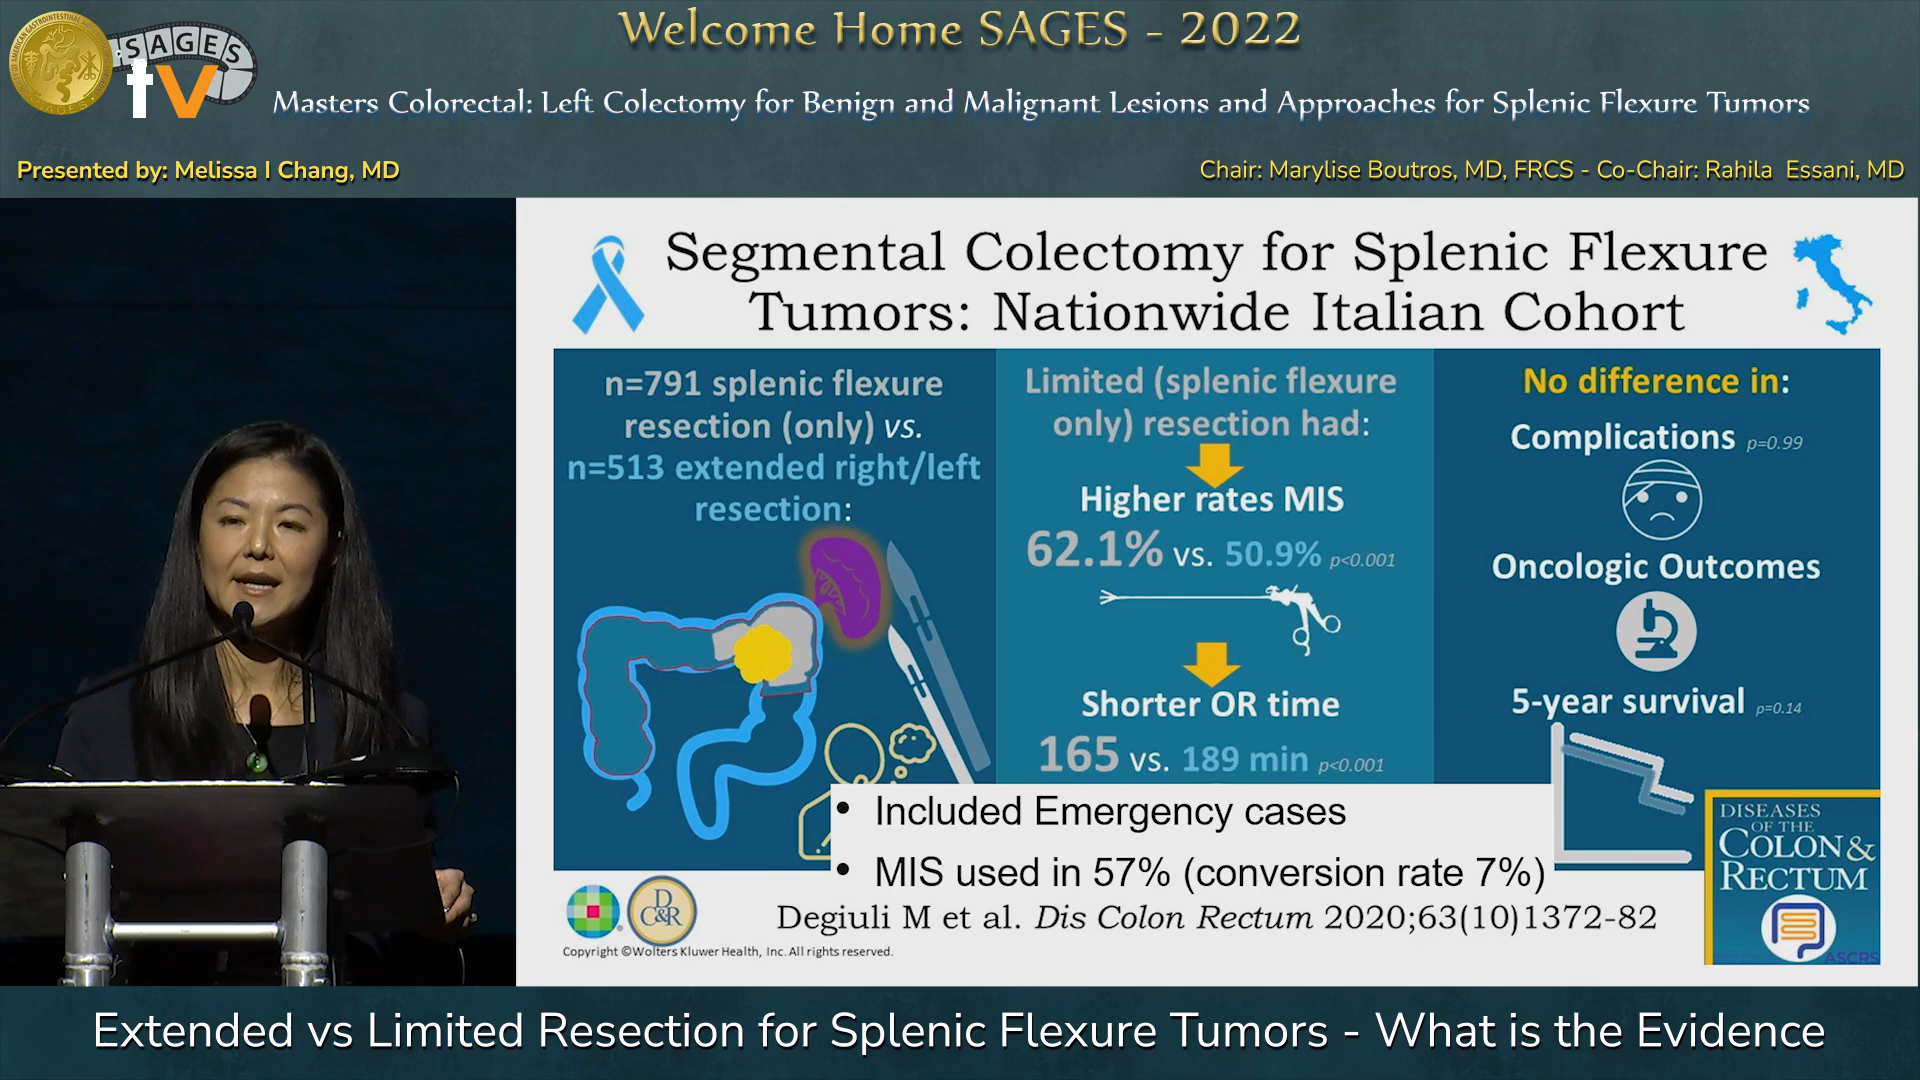 Welcome Home SAGES - 2022
SAGES
tv
Masters Colorectal: Left Colectomy for Benign and Malignant Lesions and Approaches for Splenic Flexure Tumors
Presented by: Melissa I Chang, MD
Chair: Marylise Boutros, MD, FRCS - Co-Chair: Rahila Essani, MD
Segmental Colectomy for Splenic Flexure
Tumors: Nationwide Italian Cohort
n=791 splenic flexure
resection (only) vs.
n=513 extended right/left
resection:
Limited (splenic flexure
only) resection had:
Higher rates MIS
62.1% vs. 50.9% p<0.001
Shorter OR time
165 vs. 189 min p<0.001
No difference in:
Complications p=0.99
Oncologic Outcomes
5-year survival p=0.14
• Included Emergency cases
• MIS used in 57% (conversion rate 7%)
Degiuli M et al. Dis Colon Rectum 2020;63(10)1372-82
D
C&R
Copyright ©Wolters Kluwer Health, Inc. All rights reserved.
DISEASES
OF THE
COLON &
RECTUM
ASCRS
Extended vs Limited Resection for Splenic Flexure Tumors - What is the Evidence